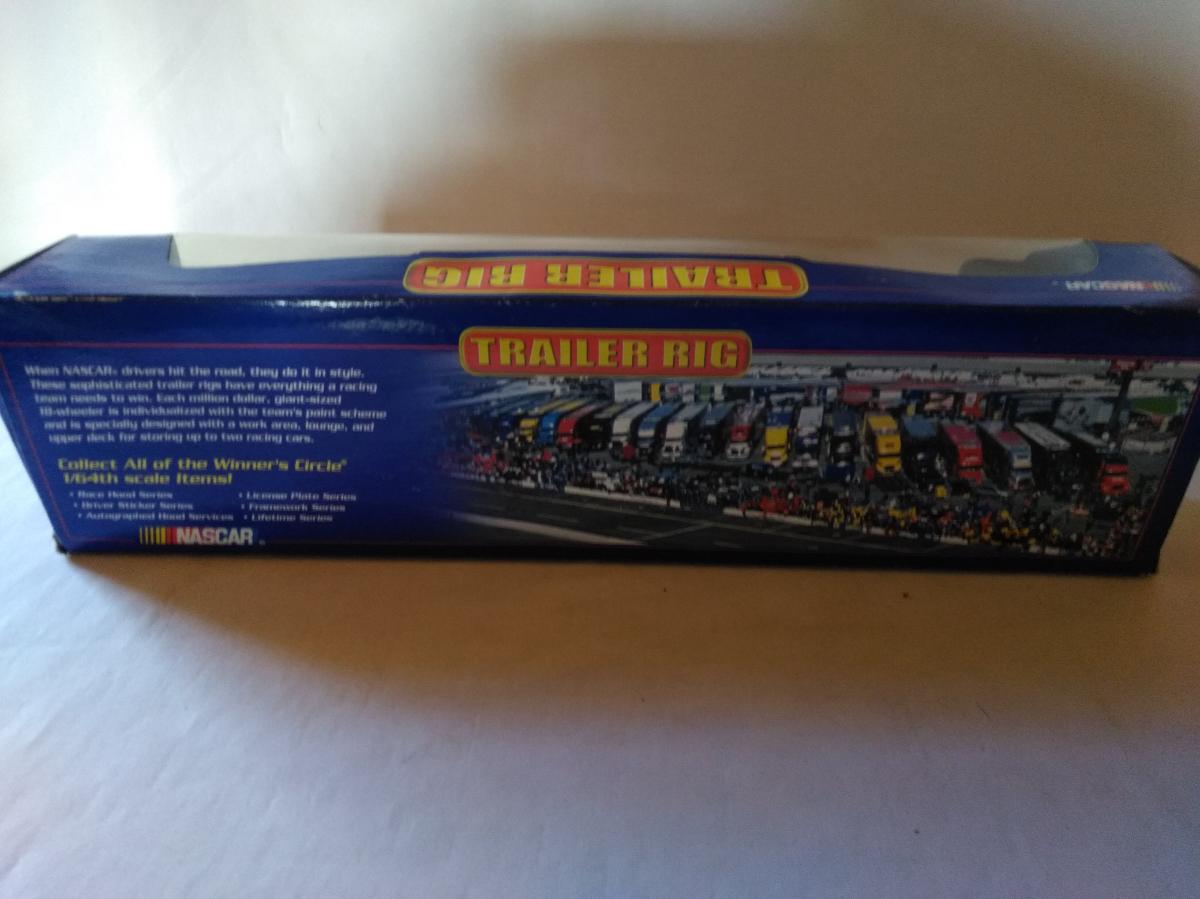 TRAILER RIG
NASCAR
TRAILER RIG
When NASCAR® drivers hit the road, they do it in style.
These sophisticated trailer rigs have everything a racing
team needs to win. Each million dollar, giant-sized
18-wheeler is individualized with the team's paint scheme
and is specially designed with a work area, lounge, and
upper deck for storing up to two racing cars.
Collect All of the Winner's Circle®
1/64th scale Items!
• Race Hood Series
• Driver Sticker Series
• Autographed Hood Services
• License Plate Series
• Framework Series
• Lifetime Series
NASCAR